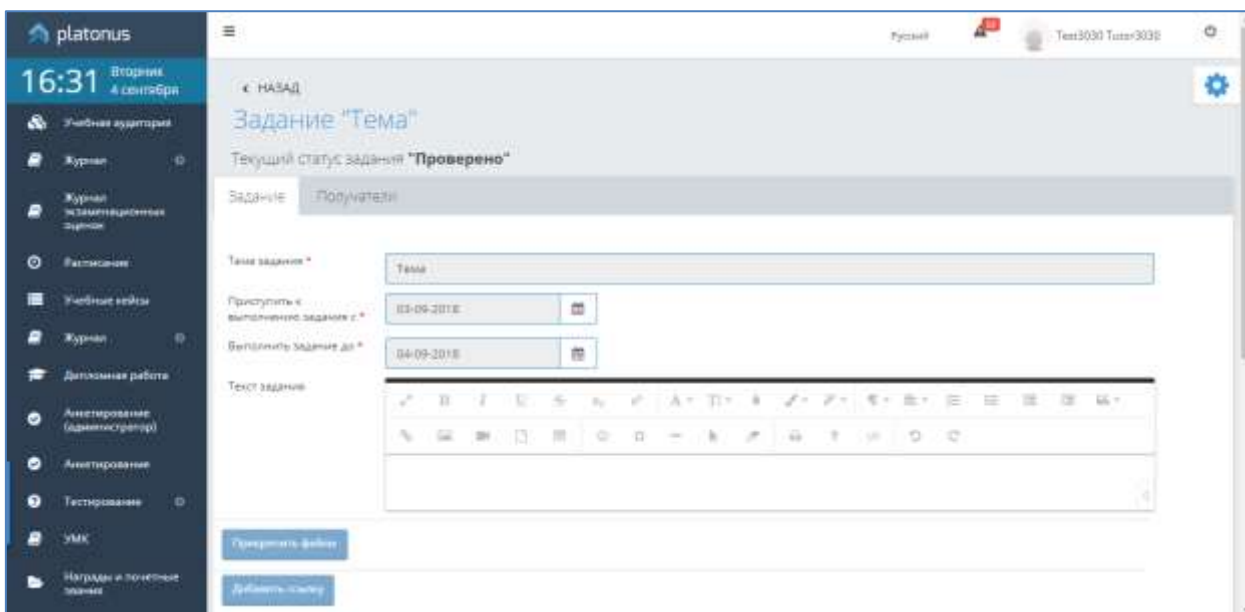 platonus
Русский
Test3030 Tutor3030
16:31 Вторник
4 сентября
НАЗАД
Учебная аудитория
Задание "Тема"
Журнал
Текущий статус задания "Проверено"
Журнал
экзаменационных
оценок
Задание Получатели
Расписание
Тема задания *
Тема
Учебные кейсы
Приступить к
выполнению задания с *
03-09-2018
Журнал
Выполнить задание до *
04-09-2018
Дипломная работа
Текст задания
Анкетирование
(администратор)
Анкетирование
Тестирование
УМК
Прикрепить файлы
Награды и почетные
звания
Добавить ссылку